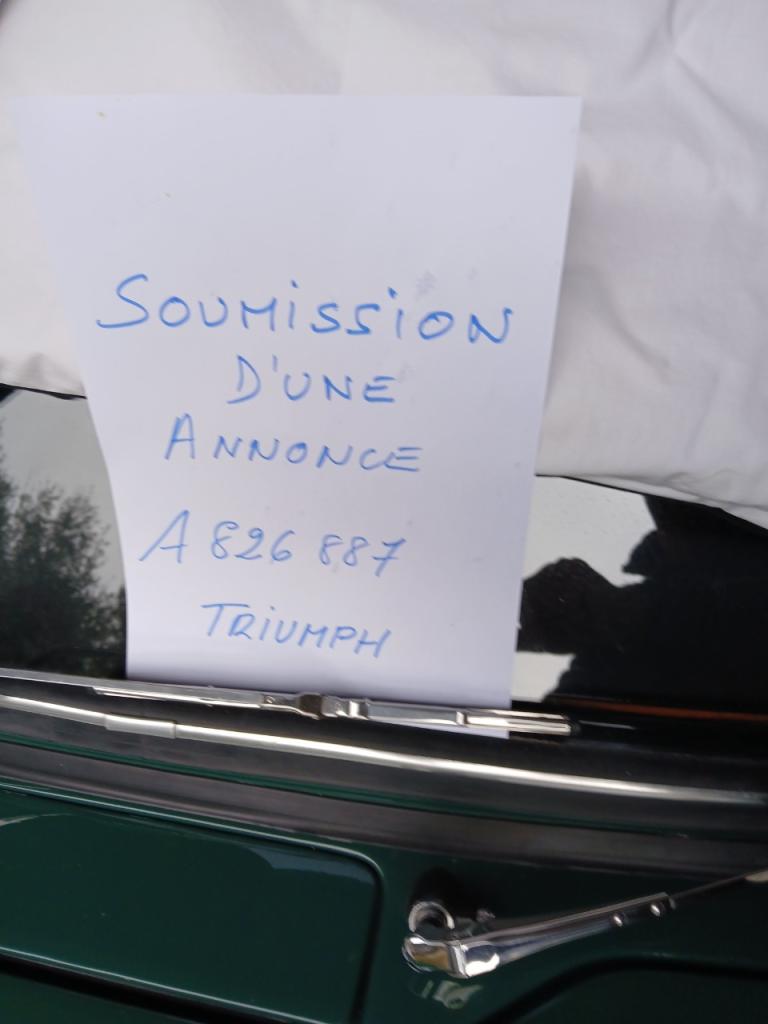 SOUMiSSiON
D'UNE
ANNONCE
A 826 887
TRiUMPH